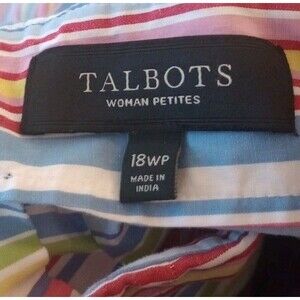 TALBOTS
WOMAN PETITES
18WP
MADE IN
INDIA